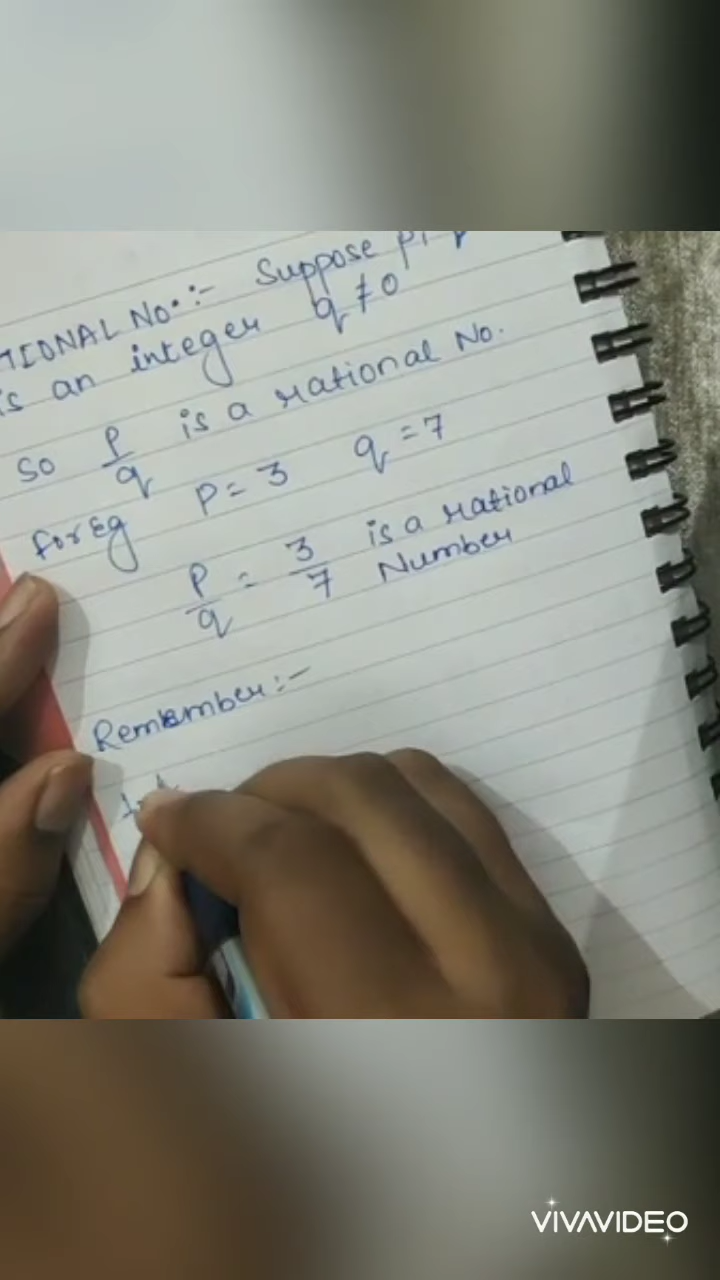 TIONAL No.:- Suppose
is an integer q ≠ 0
So p/q is a rational No.
for Eg p = 3 q = 7
p/q = 3/7 is a rational
Number
Remember:-
VIVAVIDEO